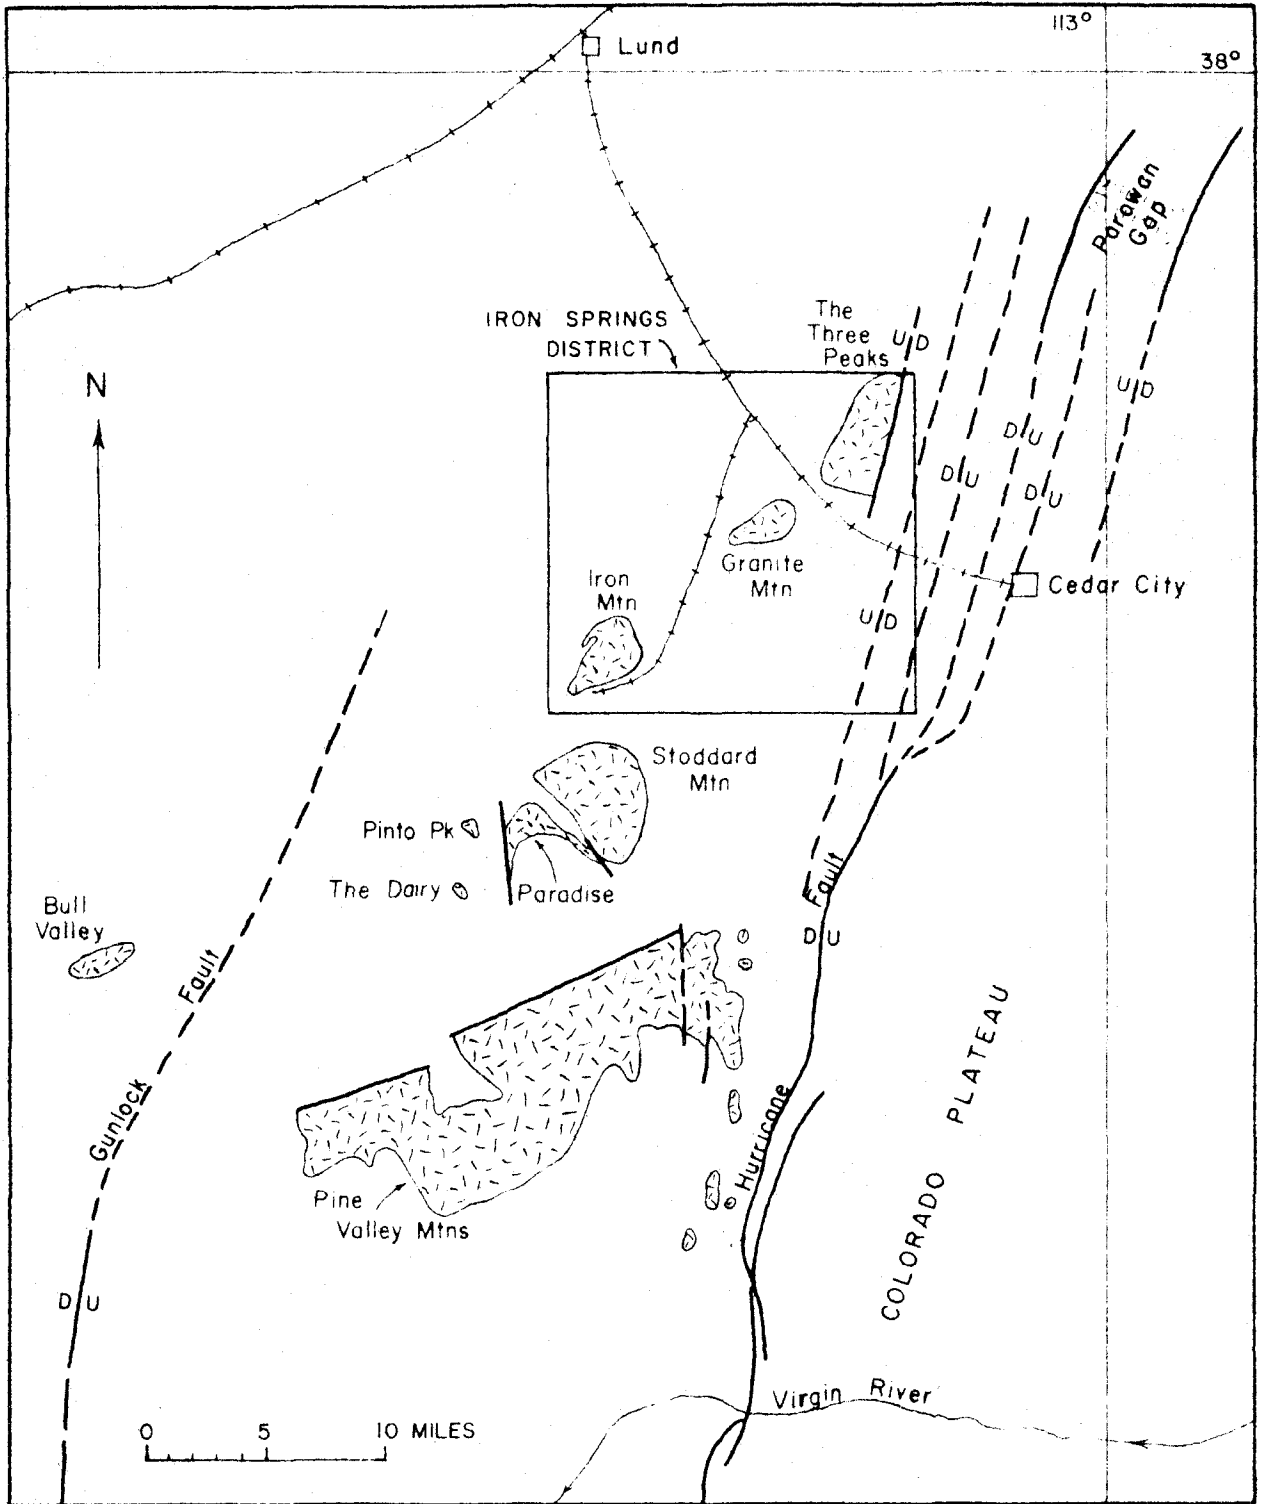 113°
Lund
38°
Parowan
Gap
The
Three
Peaks
IRON SPRINGS
DISTRICT
U D
N
U D
D U
D U
D U
Granite
Mtn
Iron
Mtn
Cedar City
U D
Stoddard
Mtn
Pinto Pk
The Dairy
Paradise
Bull
Valley
Fault
D U
Fault
Gunlock
Hurricane
COLORADO PLATEAU
Pine
Valley Mtns
D U
Virgin River
0 5 10 MILES